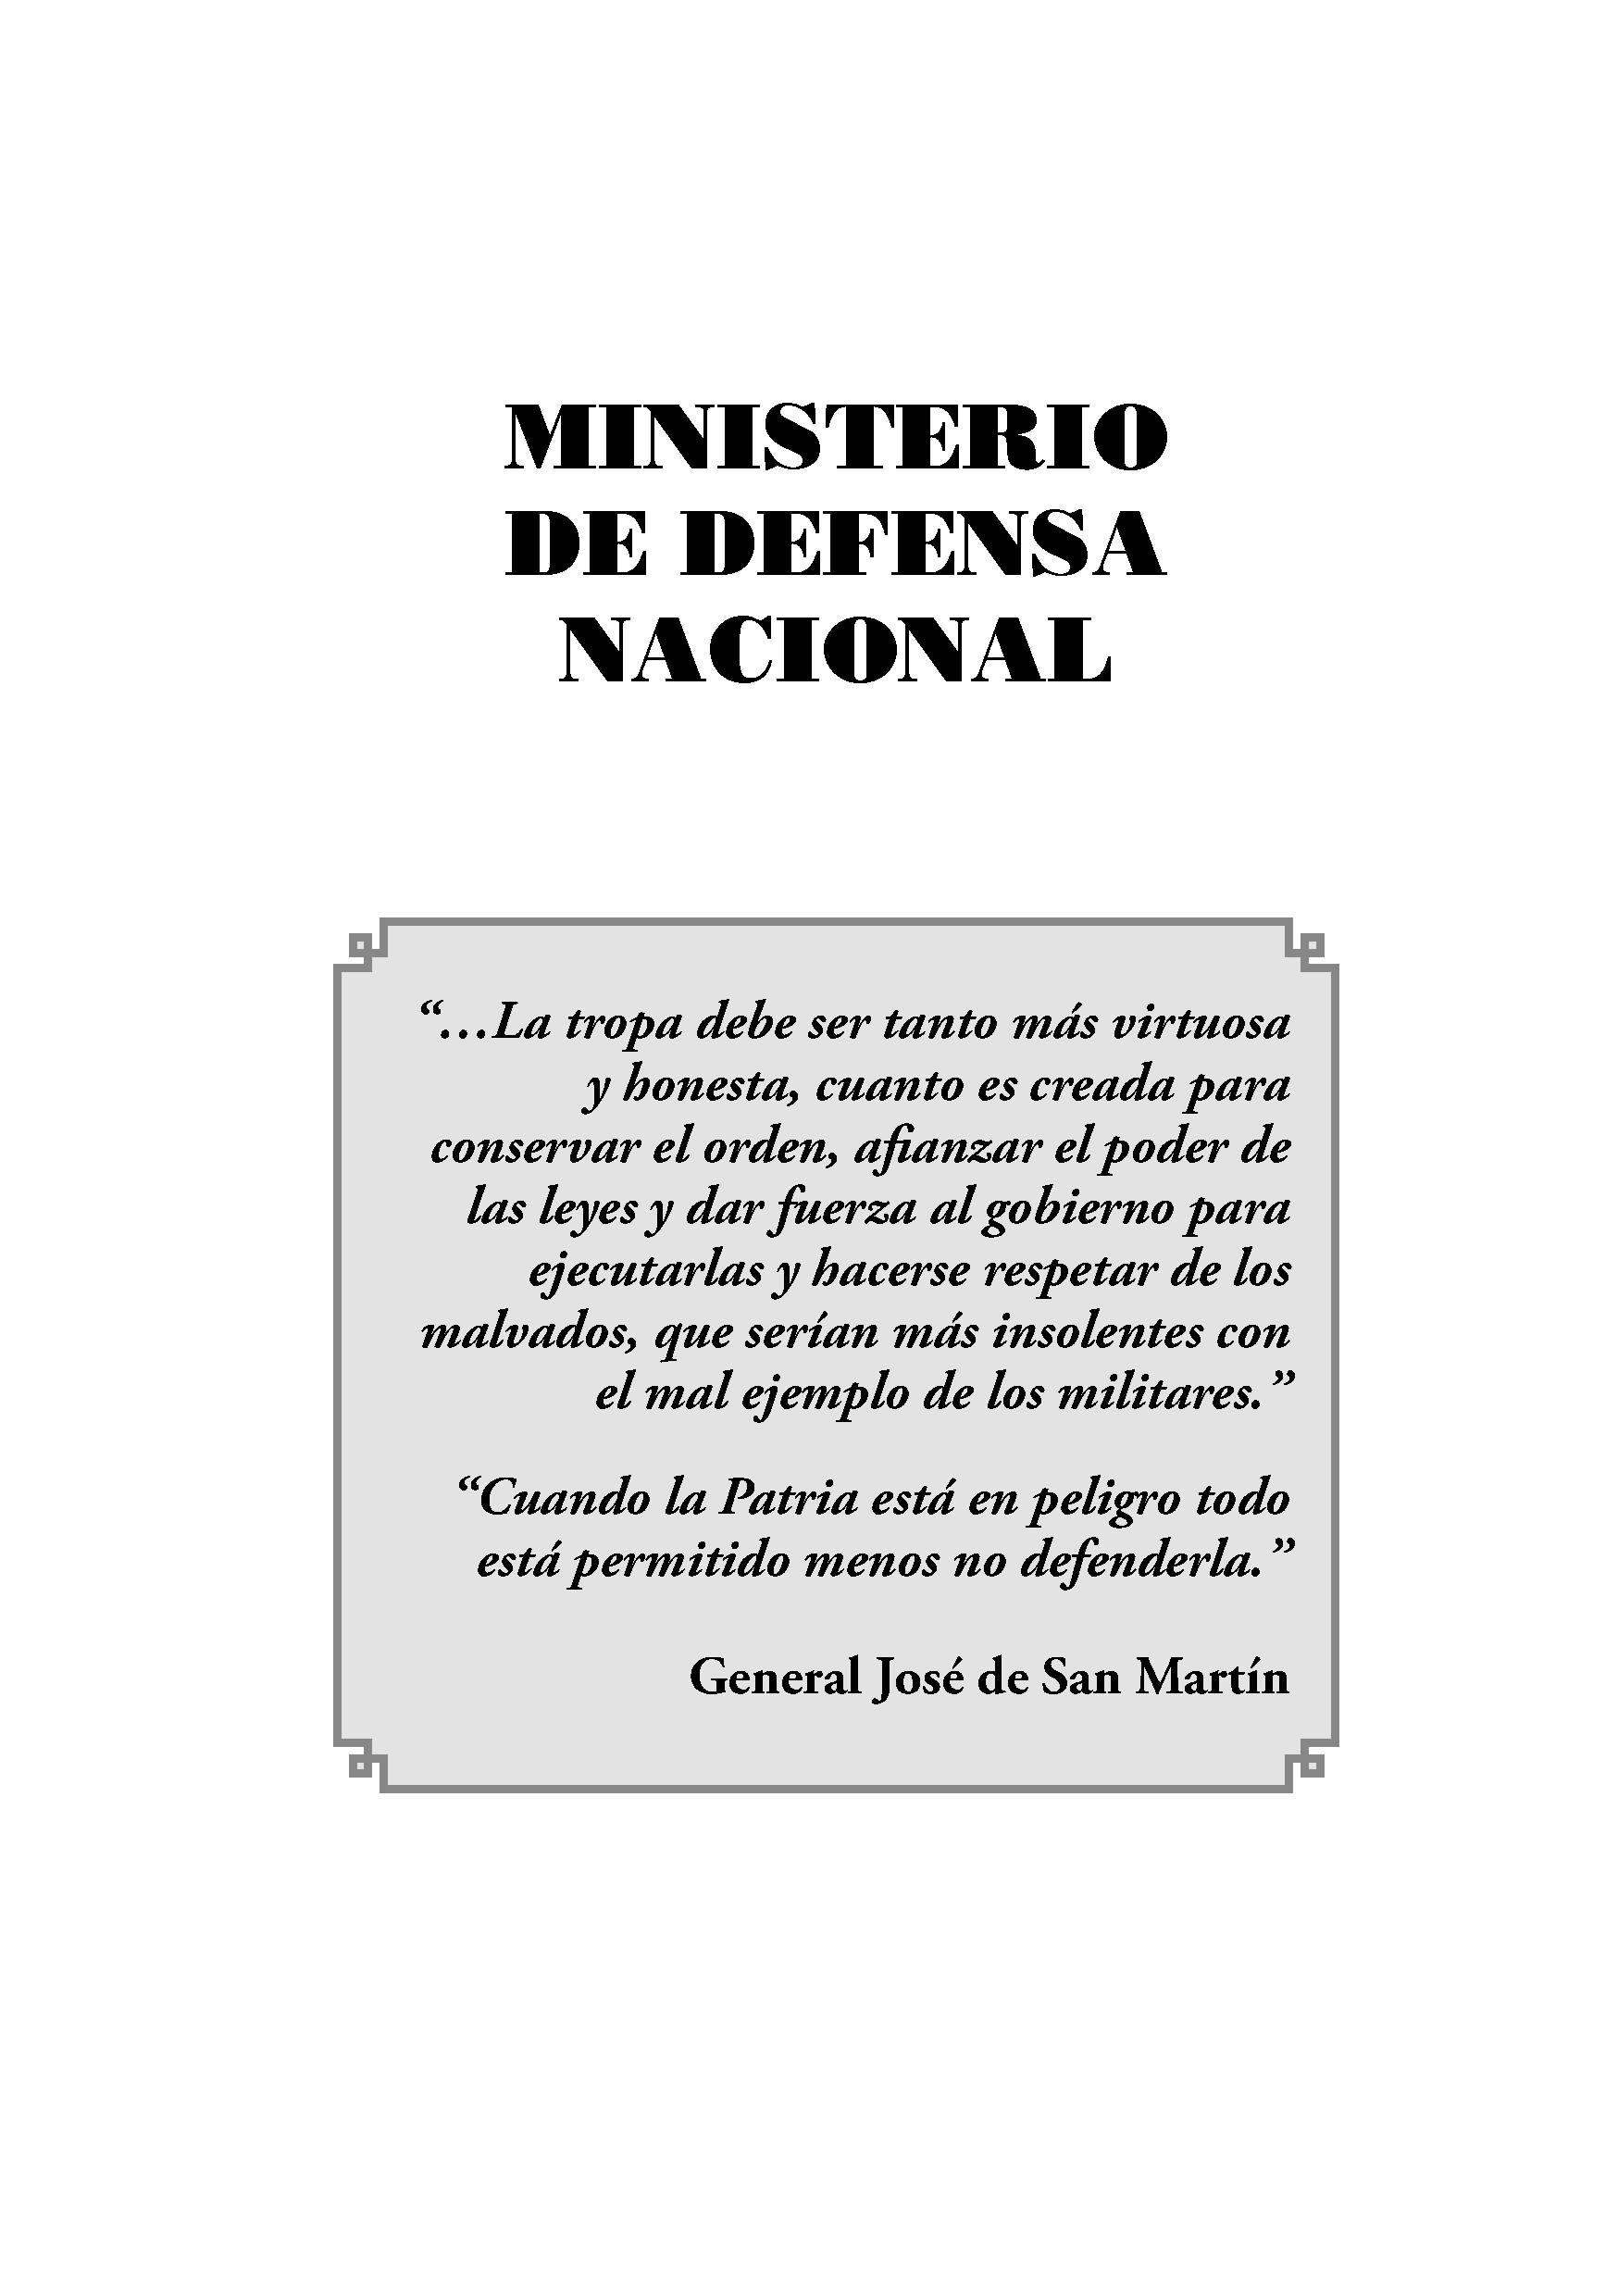 MINISTERIO
DE DEFENSA
NACIONAL
“…La tropa debe ser tanto más virtuosa
y honesta, cuanto es creada para
conservar el orden, afianzar el poder de
las leyes y dar fuerza al gobierno para
ejecutarlas y hacerse respetar de los
malvados, que serían más insolentes con
el mal ejemplo de los militares.”
“Cuando la Patria está en peligro todo
está permitido menos no defenderla.”
General José de San Martín